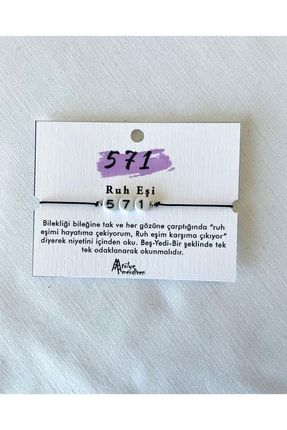 571
Ruh Eşi
571
Bilekliği bileğine tak ve her gözüne çarptığında “ruh
eşimi hayatıma çekiyorum, Ruh eşim karşıma çıkıyor”
diyerek niyetini içinden oku. Beş-Yedi-Bir şeklinde tek
tek odaklanarak okunmalıdır.